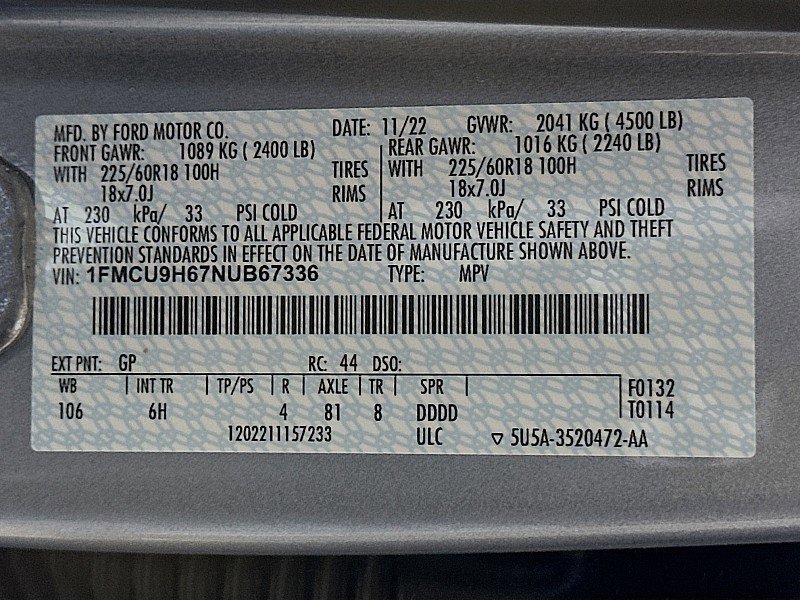 MFD. BY FORD MOTOR CO. DATE: 11/22 GVWR: 2041 KG ( 4500 LB)
FRONT GAWR: 1089 KG ( 2400 LB) REAR GAWR: 1016 KG ( 2240 LB)
WITH 225/60R18 100H TIRES WITH 225/60R18 100H TIRES
18x7.0J RIMS 18x7.0J RIMS
AT 230 kPa/ 33 PSI COLD AT 230 kPa/ 33 PSI COLD
THIS VEHICLE CONFORMS TO ALL APPLICABLE FEDERAL MOTOR VEHICLE SAFETY AND THEFT
PREVENTION STANDARDS IN EFFECT ON THE DATE OF MANUFACTURE SHOWN ABOVE.
VIN: 1FMCU9H67NUB67336 TYPE: MPV
EXT PNT: GP RC: 44 DSO:
WB INT TR TP/PS R AXLE TR SPR F0132
106 6H 4 81 8 DDDD T0114
1202211157233 ULC ▽ 5U5A-3520472-AA